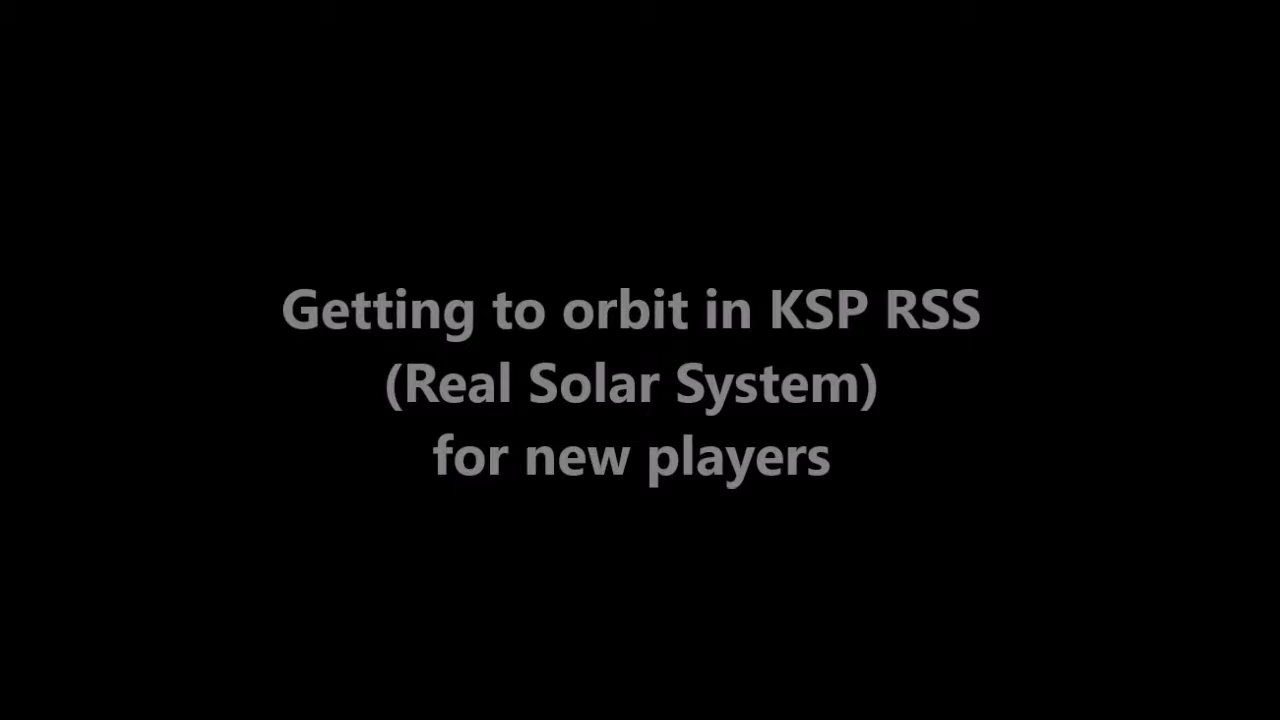 Getting to orbit in KSP RSS
(Real Solar System)
for new players